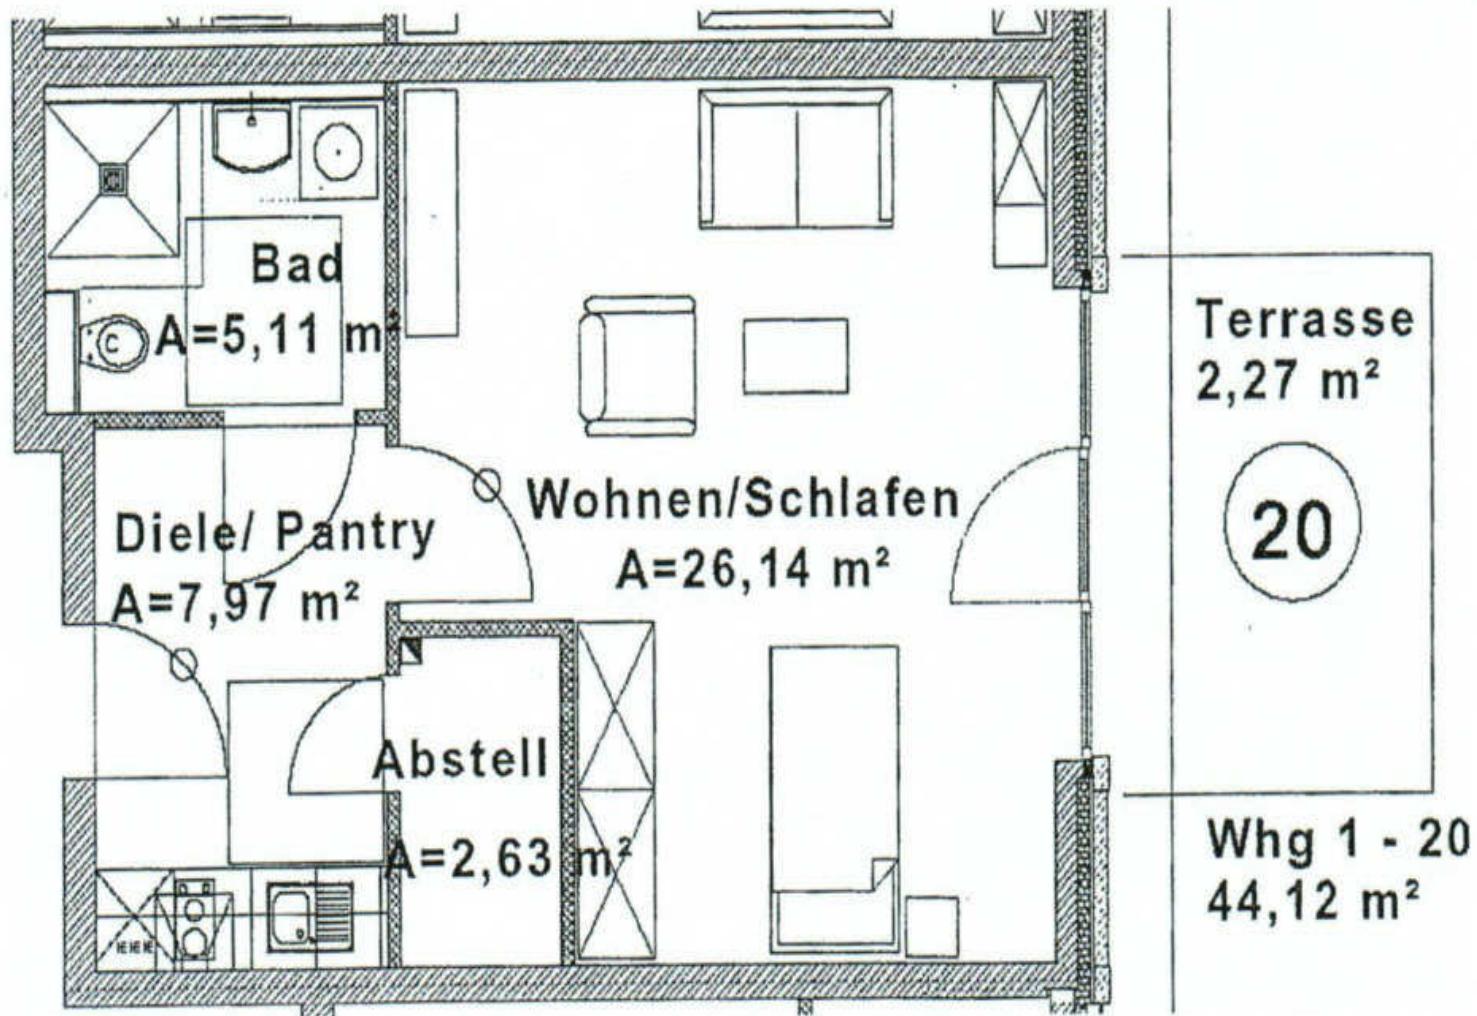 Bad
A=5,11 m²
Terrasse
2,27 m²
20
Wohnen/Schlafen
A=26,14 m²
Diele/ Pantry
A=7,97 m²
Abstell
A=2,63 m²
Whg 1 - 20
44,12 m²